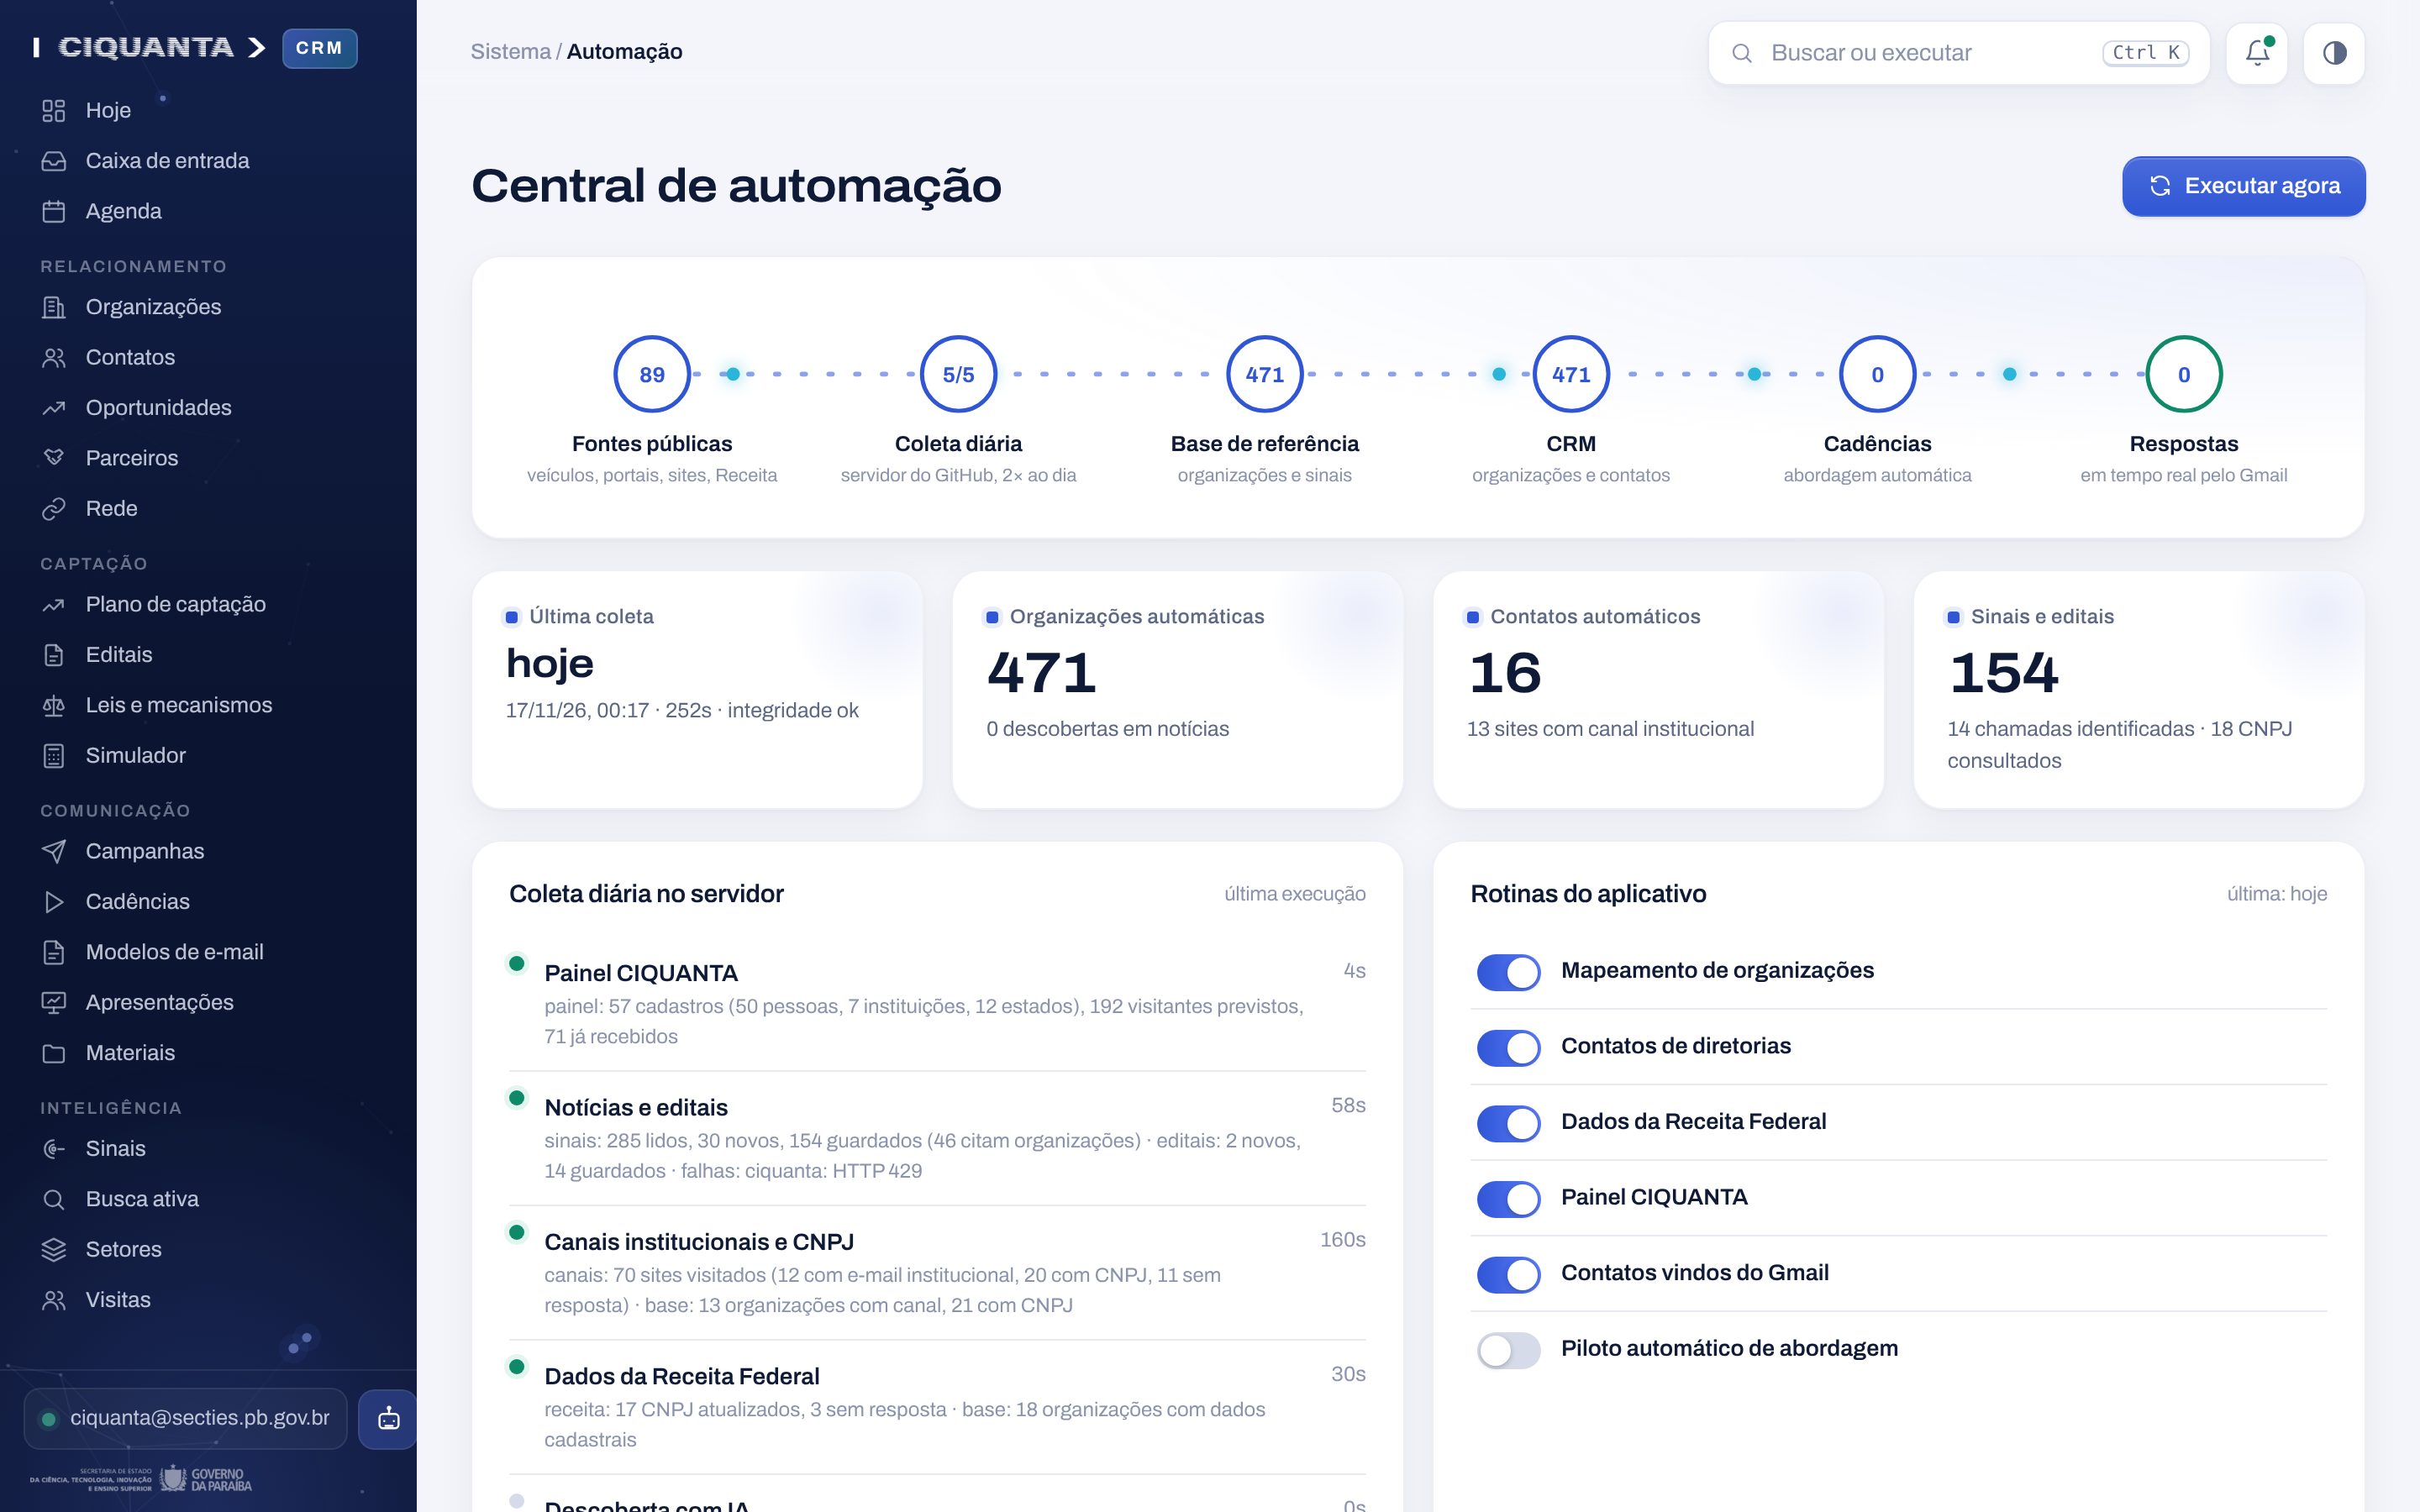 CIQUANTA
CRM
Hoje
Caixa de entrada
Agenda
RELACIONAMENTO
Organizações
Contatos
Oportunidades
Parceiros
Rede
CAPTAÇÃO
Plano de captação
Editais
Leis e mecanismos
Simulador
COMUNICAÇÃO
Campanhas
Cadências
Modelos de e-mail
Apresentações
Materiais
INTELIGÊNCIA
Sinais
Busca ativa
Setores
Visitas
ciquanta@secties.pb.gov.br
SECRETARIA DE ESTADO
DA CIÊNCIA, TECNOLOGIA, INOVAÇÃO
E ENSINO SUPERIOR
GOVERNO
DA PARAÍBA
Sistema / Automação
Buscar ou executar
Ctrl K
Central de automação
Executar agora
89
Fontes públicas
veículos, portais, sites, Receita
5/5
Coleta diária
servidor do GitHub, 2× ao dia
471
Base de referência
organizações e sinais
471
CRM
organizações e contatos
0
Cadências
abordagem automática
0
Respostas
em tempo real pelo Gmail
Última coleta
hoje
17/11/26, 00:17 · 252s · integridade ok
Organizações automáticas
471
0 descobertas em notícias
Contatos automáticos
16
13 sites com canal institucional
Sinais e editais
154
14 chamadas identificadas · 18 CNPJ
consultados
Coleta diária no servidor
última execução
Painel CIQUANTA
4s
painel: 57 cadastros (50 pessoas, 7 instituições, 12 estados), 192 visitantes previstos,
71 já recebidos
Notícias e editais
58s
sinais: 285 lidos, 30 novos, 154 guardados (46 citam organizações) · editais: 2 novos,
14 guardados · falhas: ciquanta: HTTP 429
Canais institucionais e CNPJ
160s
canais: 70 sites visitados (12 com e-mail institucional, 20 com CNPJ, 11 sem
resposta) · base: 13 organizações com canal, 21 com CNPJ
Dados da Receita Federal
30s
receita: 17 CNPJ atualizados, 3 sem resposta · base: 18 organizações com dados
cadastrais
Descoberta com IA
0s
Rotinas do aplicativo
última: hoje
Mapeamento de organizações
Contatos de diretorias
Dados da Receita Federal
Painel CIQUANTA
Contatos vindos do Gmail
Piloto automático de abordagem